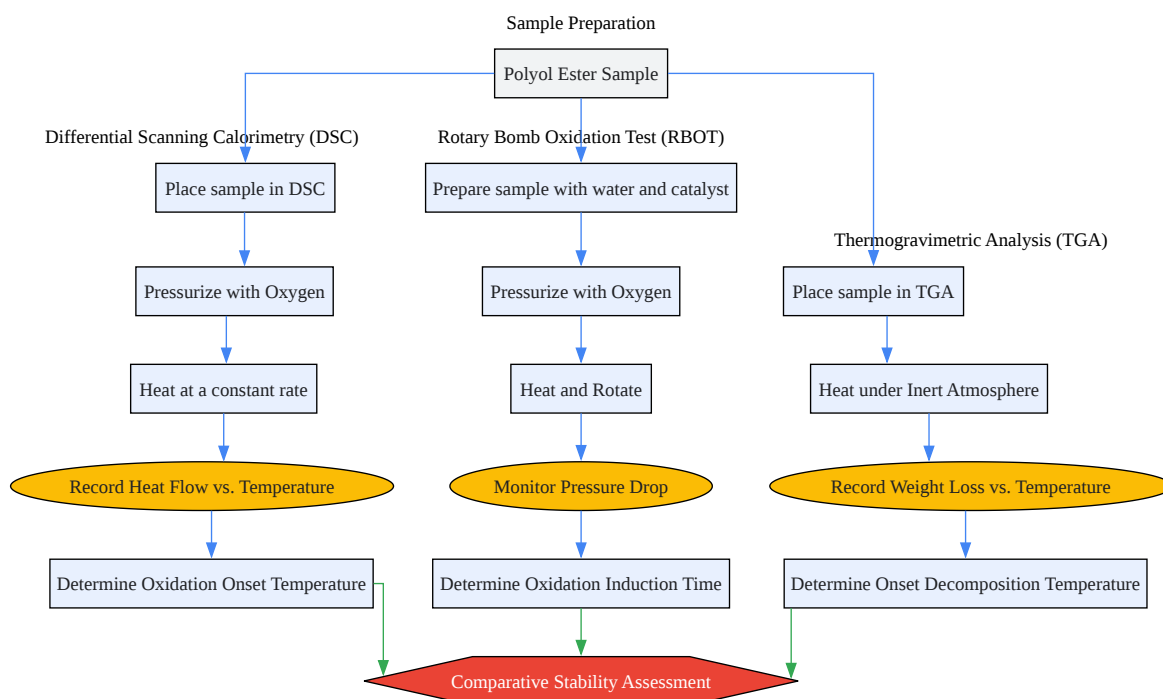 Sample Preparation
Polyol Ester Sample
Differential Scanning Calorimetry (DSC)
Rotary Bomb Oxidation Test (RBOT)
Place sample in DSC
Prepare sample with water and catalyst
Thermogravimetric Analysis (TGA)
Pressurize with Oxygen
Pressurize with Oxygen
Place sample in TGA
Heat at a constant rate
Heat and Rotate
Heat under Inert Atmosphere
Record Heat Flow vs. Temperature
Monitor Pressure Drop
Record Weight Loss vs. Temperature
Determine Oxidation Onset Temperature
Determine Oxidation Induction Time
Determine Onset Decomposition Temperature
Comparative Stability Assessment